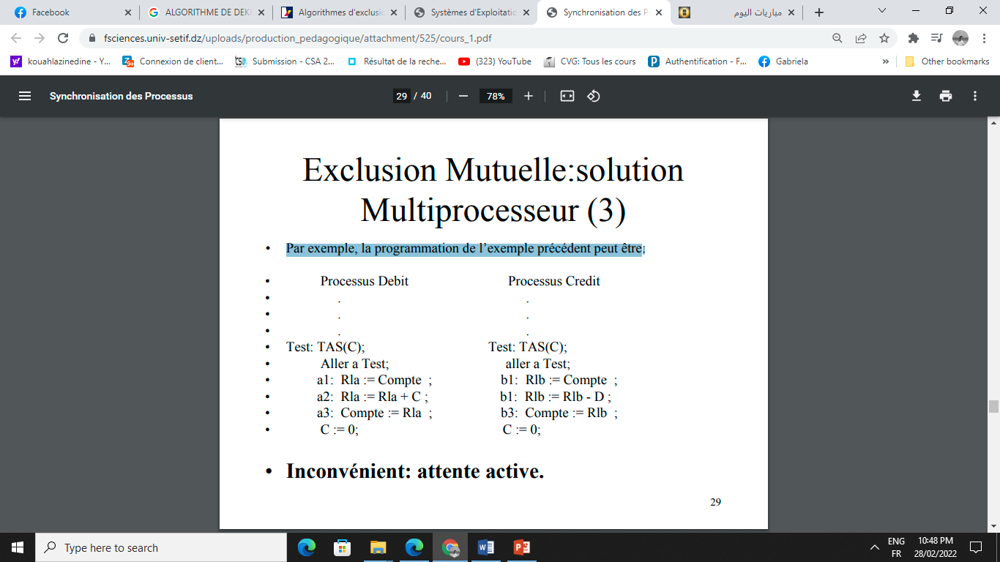 Facebook
ALGORITHME DE DEK
Algorithmes d'exclusi
Systèmes d'Exploitatio
Synchronisation des P
مباريات اليوم
fsciences.univ-setif.dz/uploads/production_pedagogique/attachment/525/cours_1.pdf
kouahlazinedine - Y...
Connexion de client...
Submission - CSA 2...
Résultat de la reche...
(323) YouTube
CVG: Tous les cours
Authentification - F...
Gabriela
»
Other bookmarks
Synchronisation des Processus
29 / 40
78%
Exclusion Mutuelle:solution
Multiprocesseur (3)
• Par exemple, la programmation de l’exemple précédent peut être:
• Processus Debit Processus Credit
• . .
• . .
• . .
• Test: TAS(C); Test: TAS(C);
• Aller a Test; aller a Test;
• a1: Rla := Compte ; b1: Rlb := Compte ;
• a2: Rla := Rla + C ; b1: Rlb := Rlb - D ;
• a3: Compte := Rla ; b3: Compte := Rlb ;
• C := 0; C := 0;
• Inconvénient: attente active.
29
Type here to search
ENG
FR
10:48 PM
28/02/2022